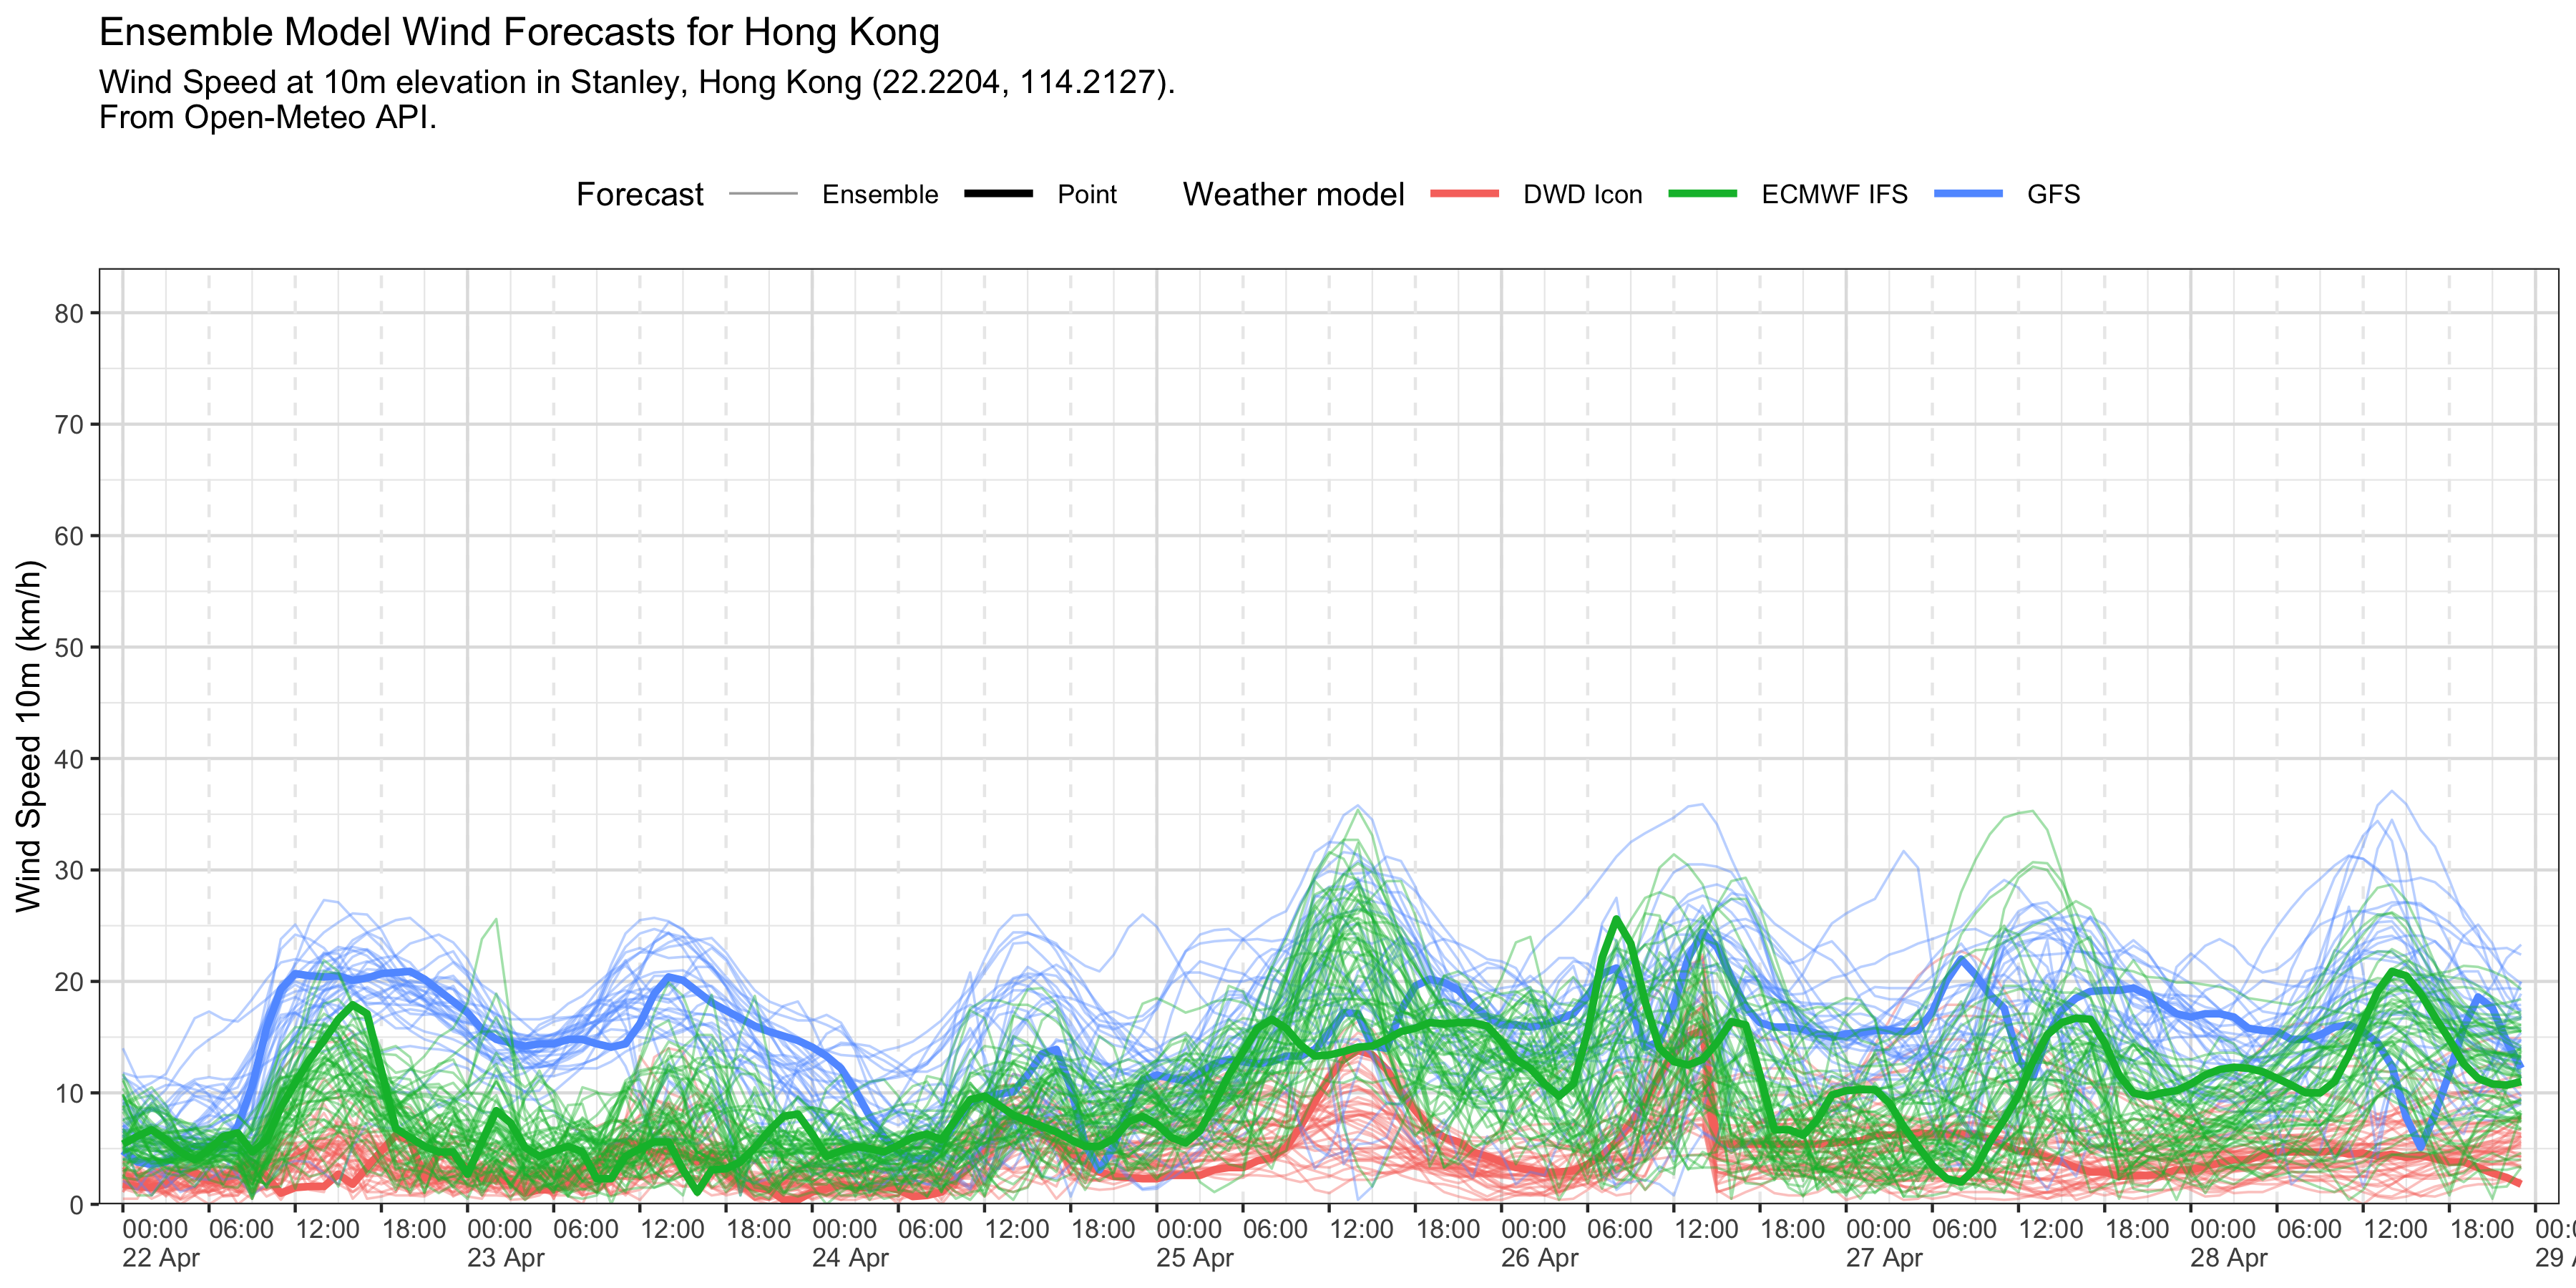 Ensemble Model Wind Forecasts for Hong Kong
Wind Speed at 10m elevation in Stanley, Hong Kong (22.2204, 114.2127).
From Open-Meteo API.
Forecast Ensemble Point Weather model DWD Icon ECMWF IFS GFS
Wind Speed 10m (km/h)
80
70
60
50
40
30
20
10
0
00:00 06:00 12:00 18:00 00:00 06:00 12:00 18:00 00:00 06:00 12:00 18:00 00:00 06:00 12:00 18:00 00:00 06:00 12:00 18:00 00:00 06:00 12:00 18:00 00:00 06:00 12:00 18:00 00:0
22 Apr 23 Apr 24 Apr 25 Apr 26 Apr 27 Apr 28 Apr 29